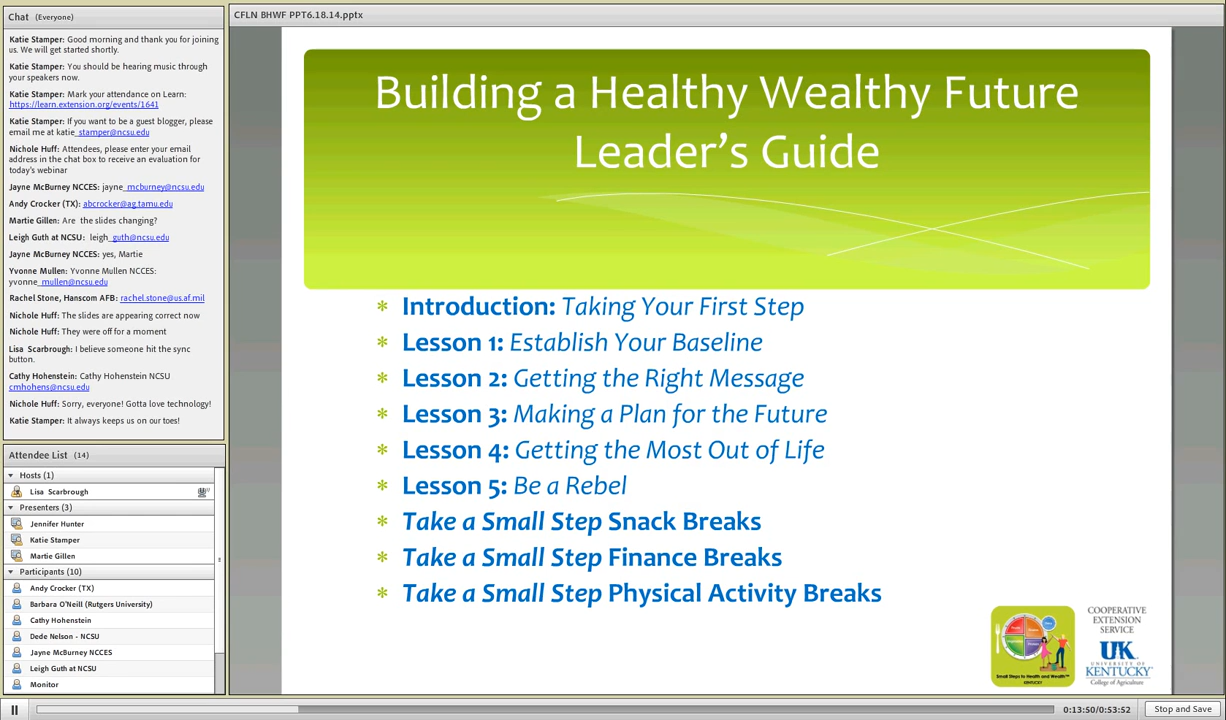 Chat (Everyone)
Katie Stamper: Good morning and thank you for joining
us. We will get started shortly.
Katie Stamper: You should be hearing music through
your speakers now.
Katie Stamper: Mark your attendance on Learn:
https://learn.extension.org/events/1641
Katie Stamper: If you want to be a guest blogger, please
email me at katie_stamper@ncsu.edu
Nichole Huff: Attendees, please enter your email
address in the chat box to receive an evaluation for
today's webinar
Jayne McBurney NCCES: jayne_mcburney@ncsu.edu
Andy Crocker (TX): abcrocker@ag.tamu.edu
Martie Gillen: Are the slides changing?
Leigh Guth at NCSU: leigh_guth@ncsu.edu
Jayne McBurney NCCES: yes, Martie
Yvonne Mullen: Yvonne Mullen NCCES:
yvonne_mullen@ncsu.edu
Rachel Stone, Hanscom AFB: rachel.stone@us.af.mil
Nichole Huff: The slides are appearing correct now
Nichole Huff: They were off for a moment
Lisa Scarbrough: I believe someone hit the sync
button.
Cathy Hohenstein: Cathy Hohenstein NCSU
cmhohens@ncsu.edu
Nichole Huff: Sorry, everyone! Gotta love technology!
Katie Stamper: It always keeps us on our toes!
Attendee List (14)
Hosts (1)
Lisa Scarbrough
Presenters (3)
Jennifer Hunter
Katie Stamper
Martie Gillen
Participants (10)
Andy Crocker (TX)
Barbara O'Neill (Rutgers University)
Cathy Hohenstein
Dede Nelson - NCSU
Jayne McBurney NCCES
Leigh Guth at NCSU
Monitor
CFLN BHWF PPT6.18.14.pptx
Building a Healthy Wealthy Future
Leader's Guide
Introduction: Taking Your First Step
Lesson 1: Establish Your Baseline
Lesson 2: Getting the Right Message
Lesson 3: Making a Plan for the Future
Lesson 4: Getting the Most Out of Life
Lesson 5: Be a Rebel
Take a Small Step Snack Breaks
Take a Small Step Finance Breaks
Take a Small Step Physical Activity Breaks
Small Steps to Health and Wealth™
KENTUCKY
COOPERATIVE
EXTENSION
SERVICE
UK
UNIVERSITY OF
KENTUCKY
College of Agriculture
0:13:50/0:53:52
Stop and Save